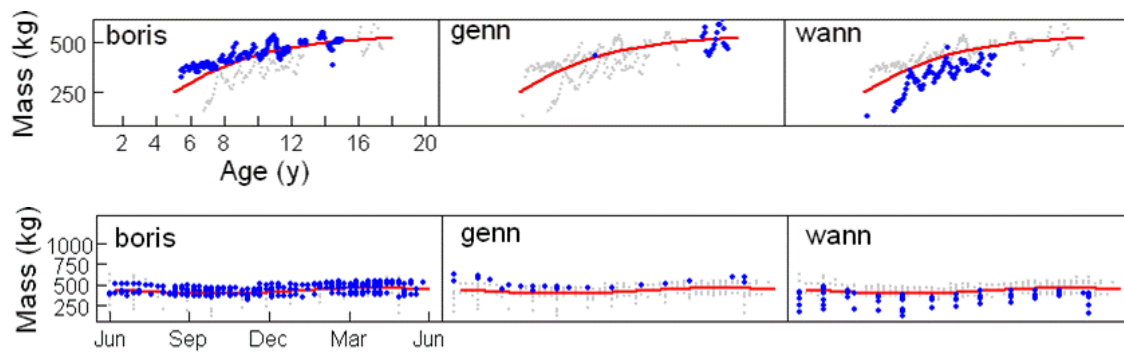 Mass (kg)
500
250
boris
genn
wann
2 4 6 8 12 16 20
Age (y)
Mass (kg)
1000
750
500
250
boris
genn
wann
Jun Sep Dec Mar Jun